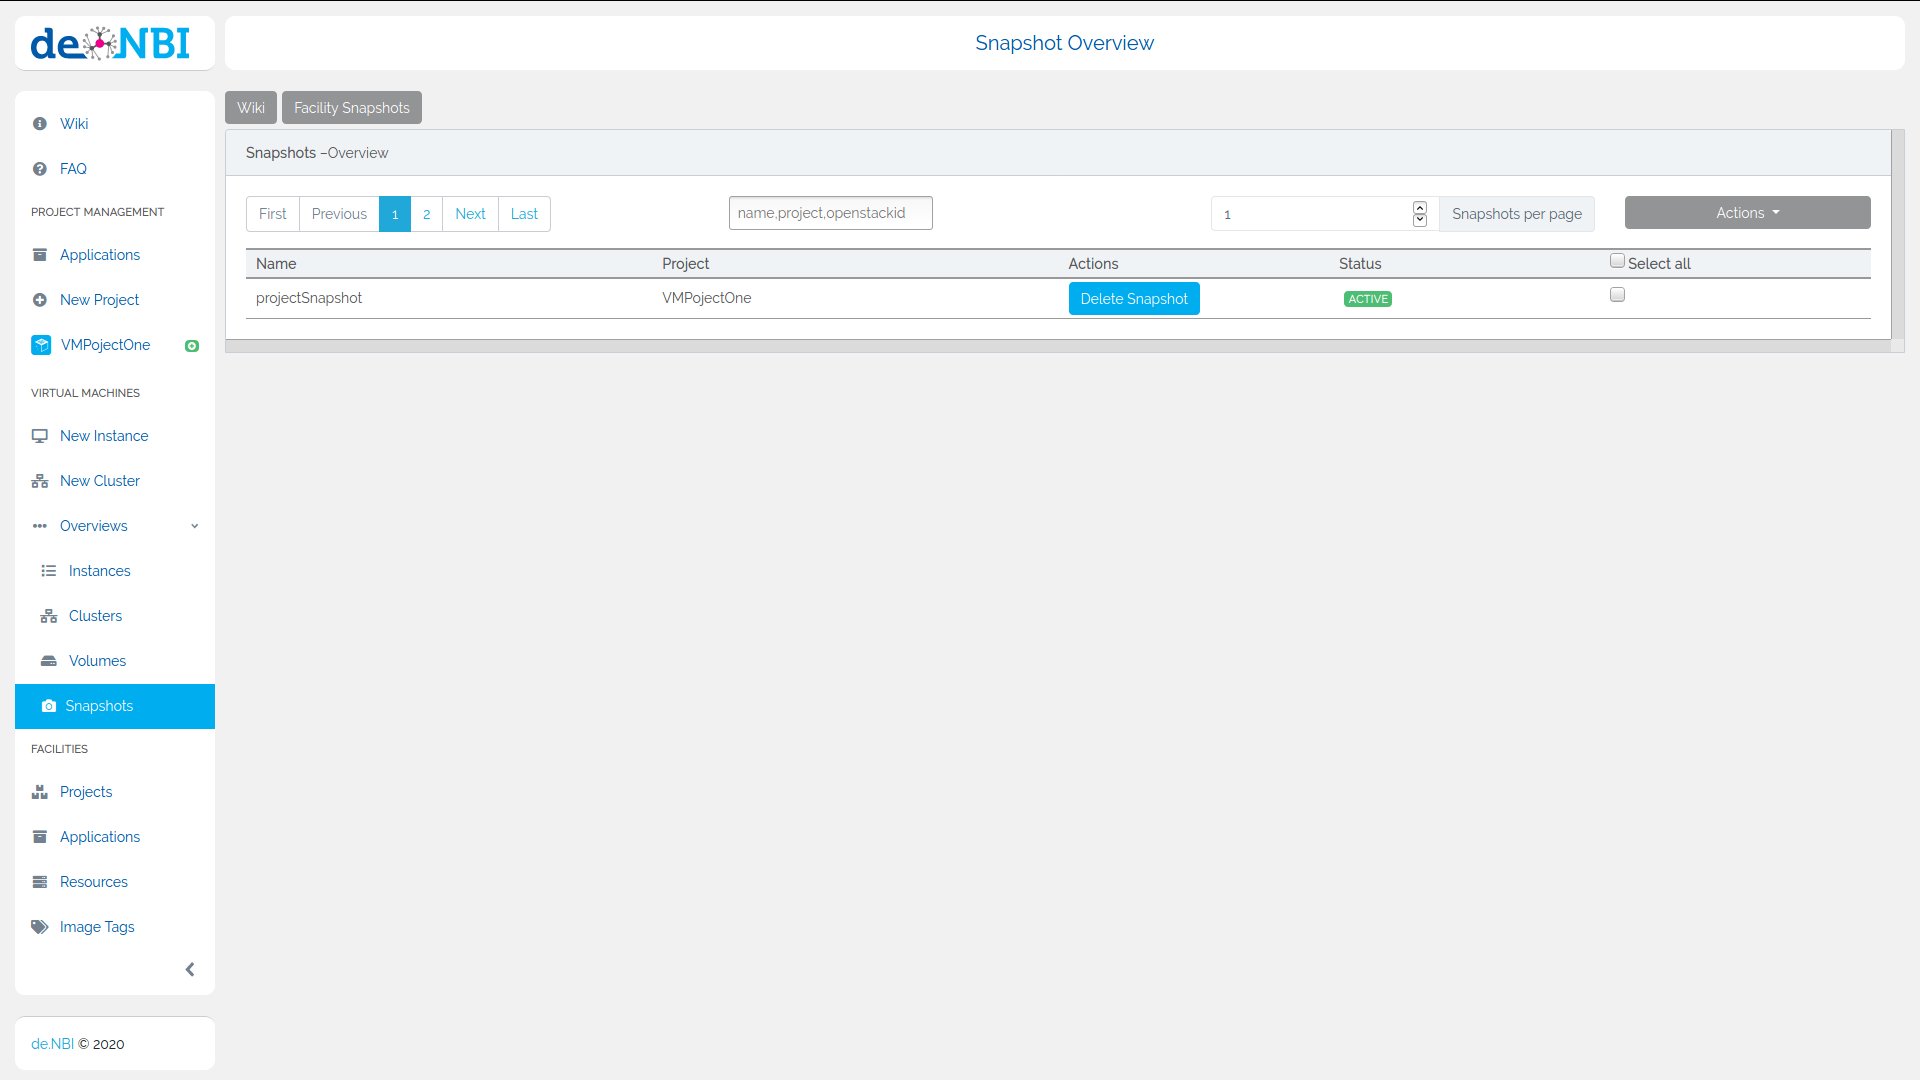 de.NBI
Snapshot Overview
Wiki
FAQ
PROJECT MANAGEMENT
Applications
New Project
VMPojectOne
VIRTUAL MACHINES
New Instance
New Cluster
Overviews
Instances
Clusters
Volumes
Snapshots
FACILITIES
Projects
Applications
Resources
Image Tags
de.NBI © 2020
Wiki Facility Snapshots
Snapshots –Overview
First Previous 1 2 Next Last name,project,openstackid 1 Snapshots per page Actions
Name Project Actions Status Select all
projectSnapshot VMPojectOne Delete Snapshot ACTIVE